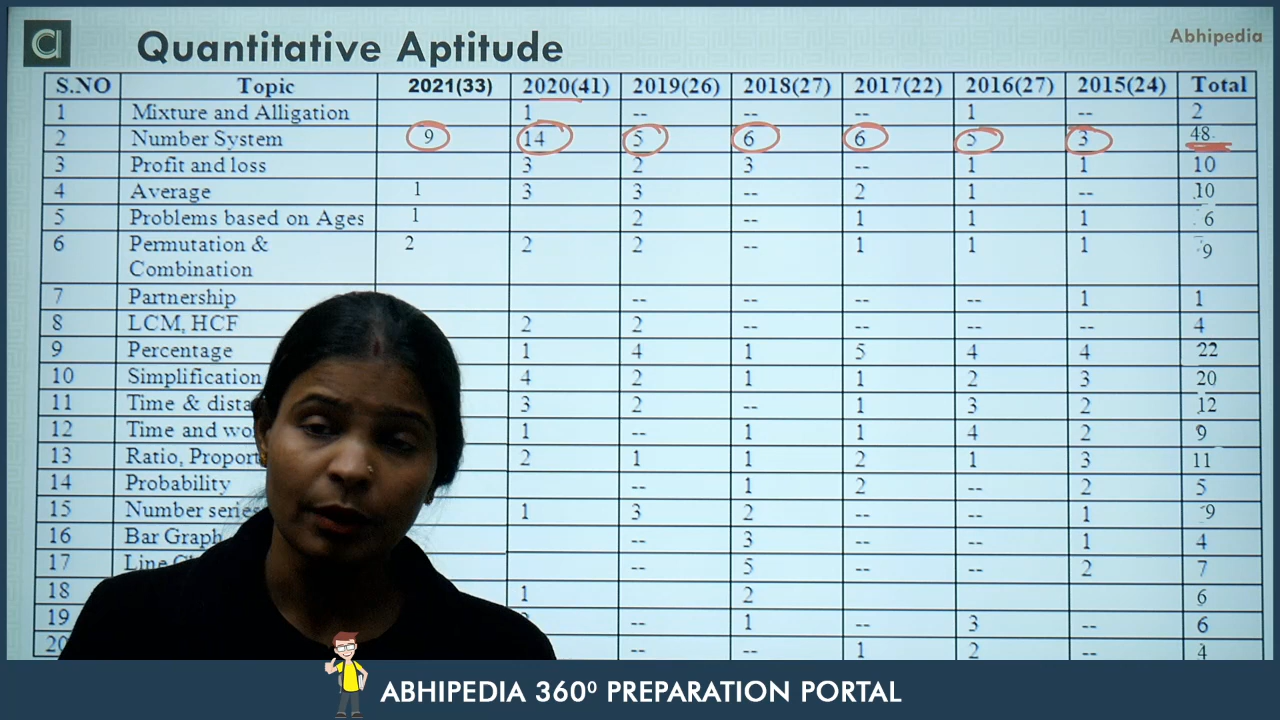 Quantitative Aptitude
Abhipedia
S.NO Topic 2021(33) 2020(41) 2019(26) 2018(27) 2017(22) 2016(27) 2015(24) Total
1 Mixture and Alligation 1 -- -- -- 1 -- 2
2 Number System 9 14 5 6 6 5 3 48
3 Profit and loss 3 2 3 -- 1 1 10
4 Average 1 3 3 -- 2 1 -- 10
5 Problems based on Ages 1 2 -- 1 1 1 6
6 Permutation & 2 2 2 -- 1 1 1 9
Combination
7 Partnership -- -- -- -- 1 1
8 LCM, HCF 2 2 -- -- -- -- 4
9 Percentage 1 4 1 5 4 4 22
10 Simplification 4 2 1 1 2 3 20
11 Time & 3 2 -- 1 3 2 12
12 Time and 1 -- 1 1 4 2 9
13 Ratio, 2 1 1 2 1 3 11
14 Probability -- 1 2 -- 2 5
15 Number series 1 3 2 1 9
16 Bar Graph -- 3 -- -- 1 4
17 Line -- 5 -- -- 2 7
18 1 2 6
19 -- 1 -- 3 -- 6
20 -- -- 1 2 -- 4
ABHIPEDIA 360⁰ PREPARATION PORTAL